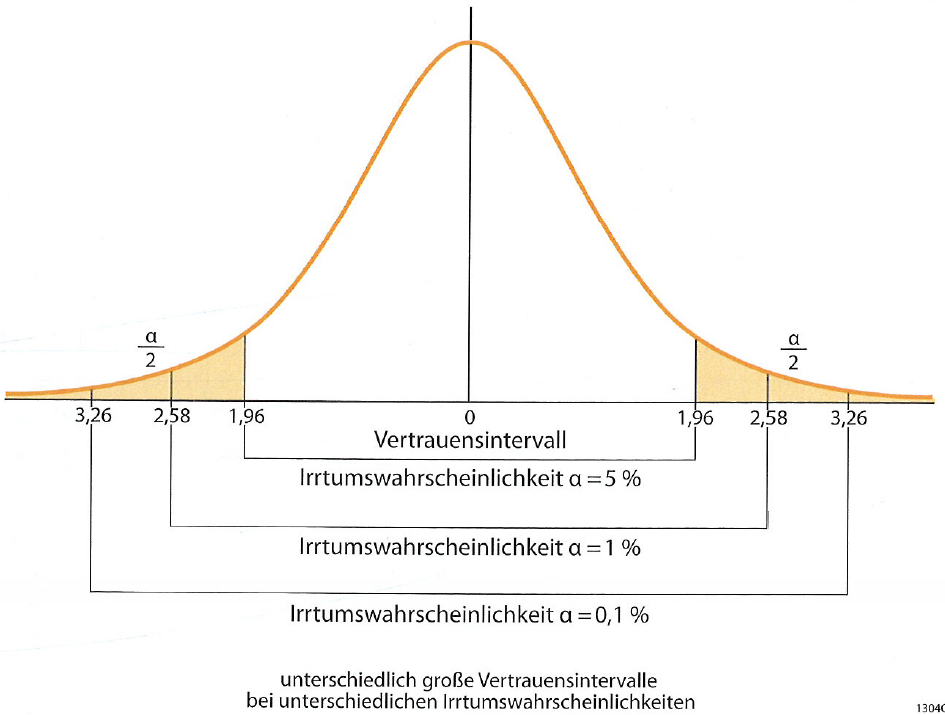 α
2
α
2
3,26 2,58 1,96 0 1,96 2,58 3,26
Vertrauensintervall
Irrtumswahrscheinlichkeit α = 5 %
Irrtumswahrscheinlichkeit α = 1 %
Irrtumswahrscheinlichkeit α = 0,1 %
unterschiedlich große Vertrauensintervalle
bei unterschiedlichen Irrtumswahrscheinlichkeiten